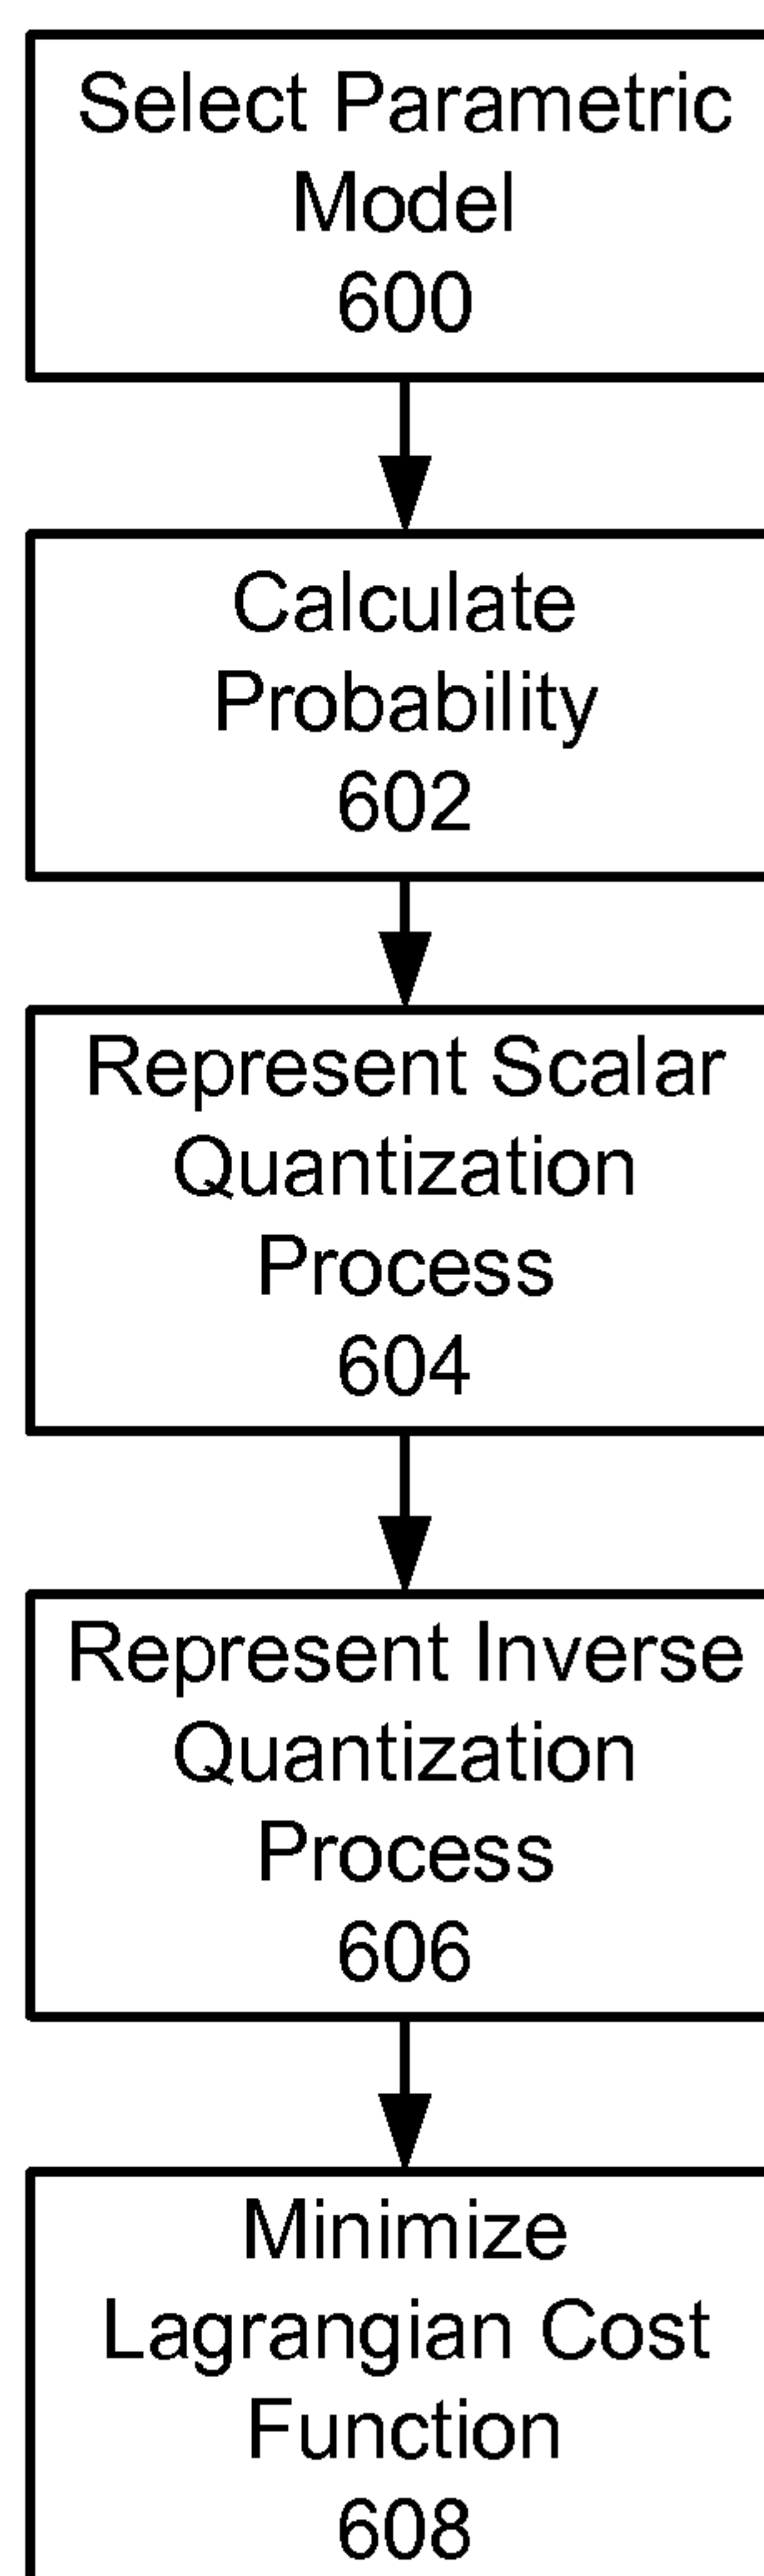 Select Parametric
Model
600
Calculate
Probability
602
Represent Scalar
Quantization
Process
604
Represent Inverse
Quantization
Process
606
Minimize
Lagrangian Cost
Function
608